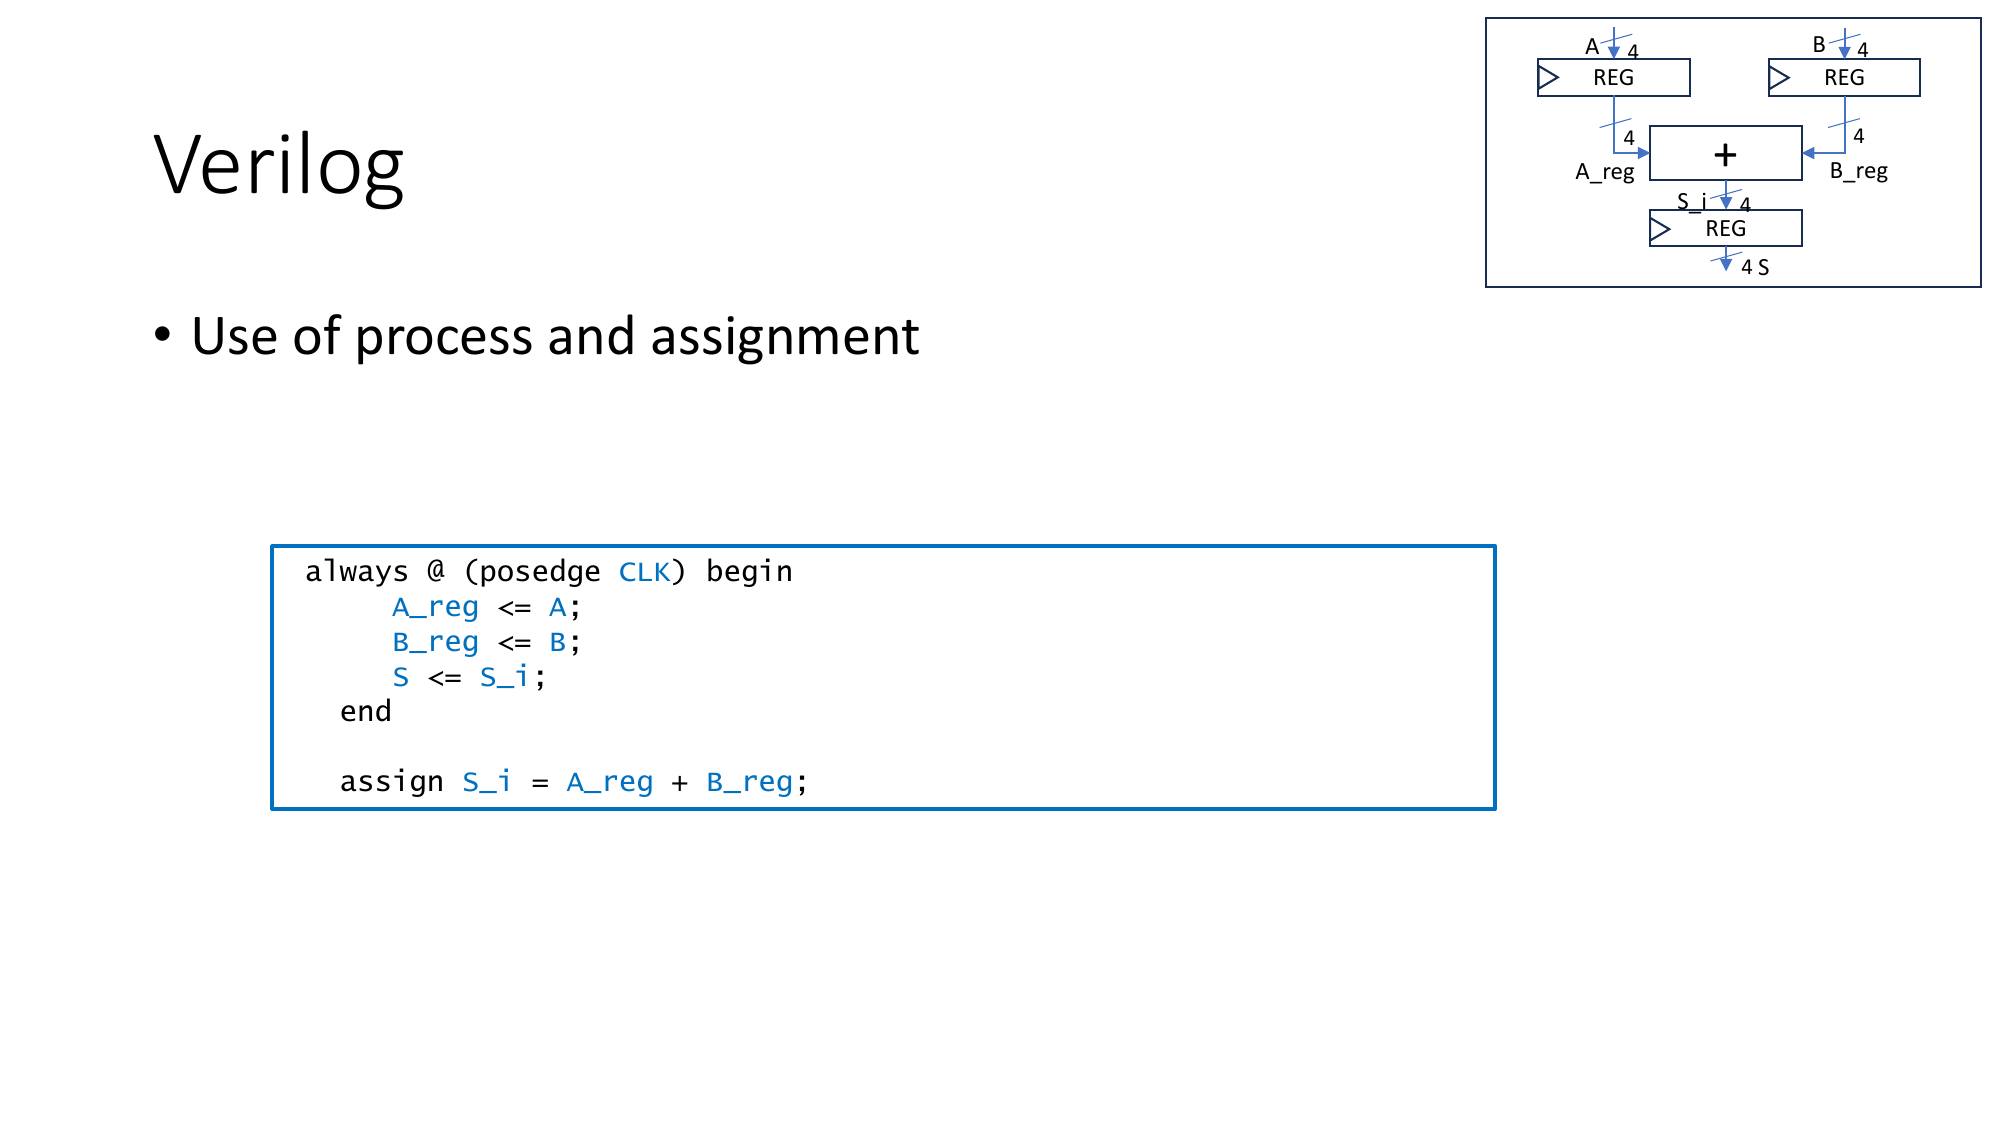 Verilog
• Use of process and assignment
A 4 B 4
REG REG
4 4
+
A_reg B_reg
S_i 4
REG
4 S
always @ (posedge CLK) begin
     A_reg <= A;
     B_reg <= B;
     S <= S_i;
  end
  assign S_i = A_reg + B_reg;